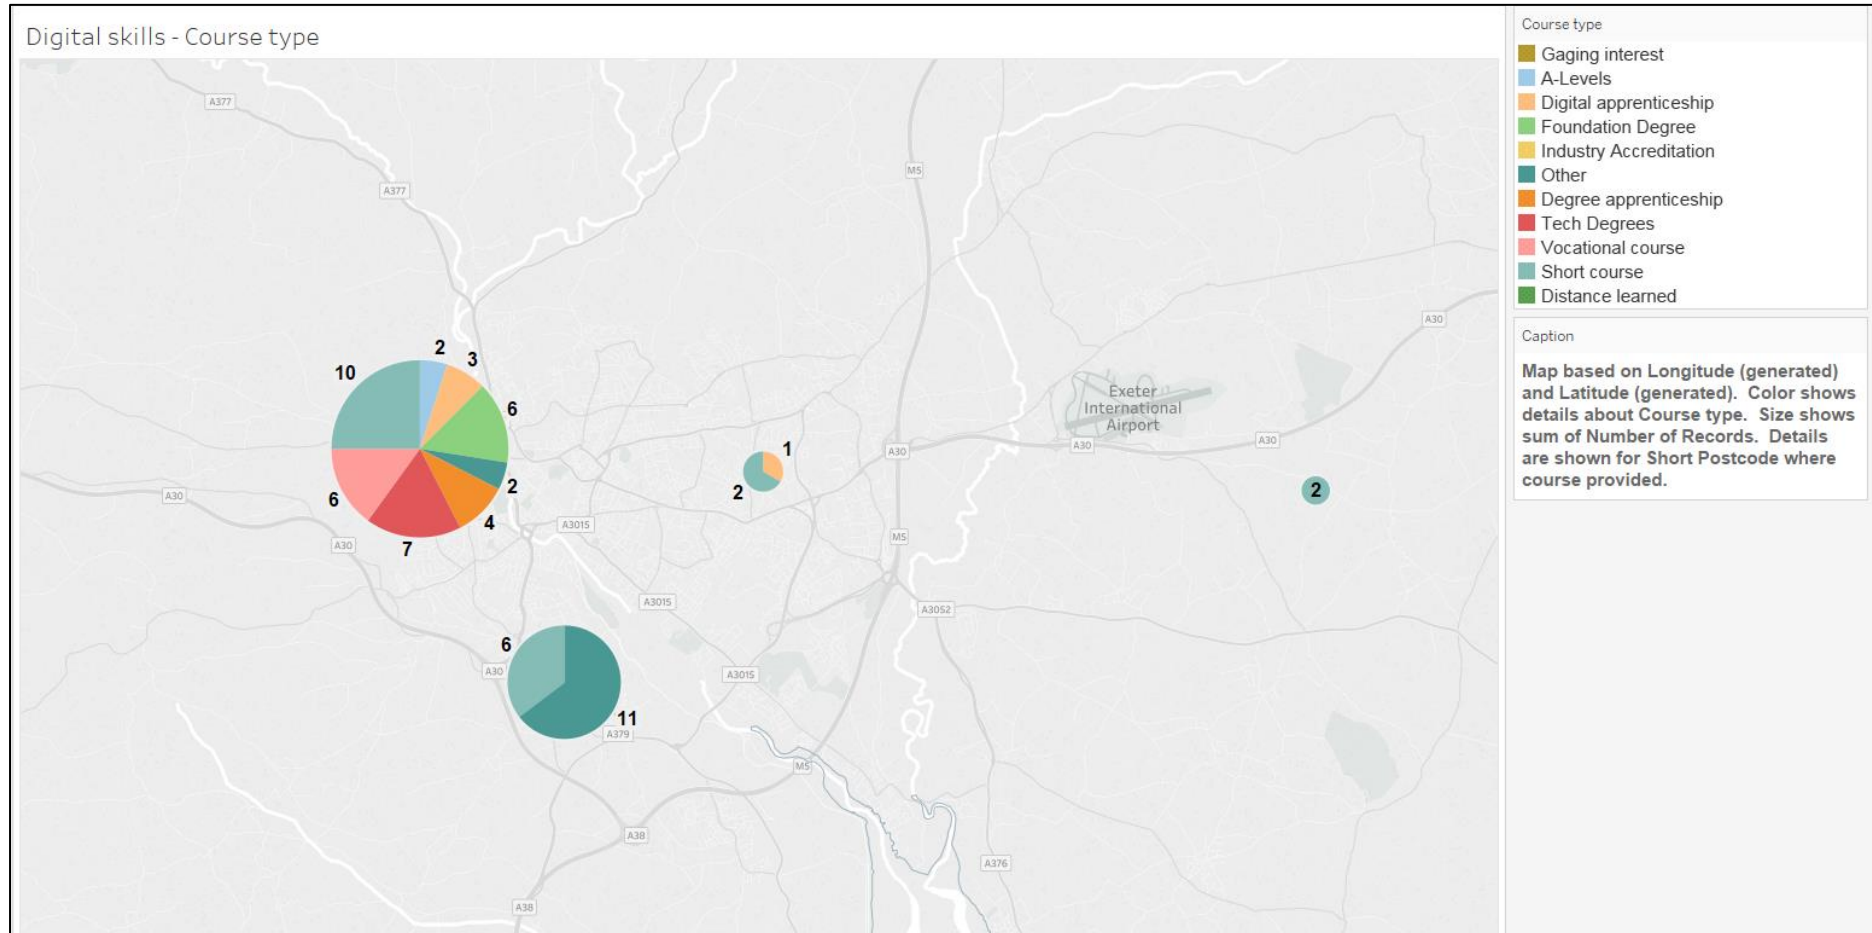 Digital skills - Course type
A377
A377
M5
A30
Exeter
International
Airport
A30
A30
A30
A30
A30
A3015
M5
A3015
A3052
A30
A3015
A379
M5
A38
A376
A38
10
2
3
6
2
4
7
6
1
2
2
6
11
Course type
Gaging interest
A-Levels
Digital apprenticeship
Foundation Degree
Industry Accreditation
Other
Degree apprenticeship
Tech Degrees
Vocational course
Short course
Distance learned
Caption
Map based on Longitude (generated)
and Latitude (generated).  Color shows
details about Course type.  Size shows
sum of Number of Records.  Details
are shown for Short Postcode where
course provided.